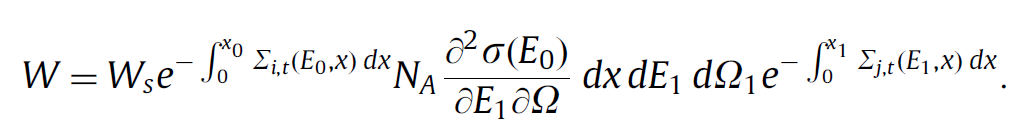 W = W_s e^{-\int_0^{x_0} \Sigma_{i,t}(E_0,x) dx} N_A \frac{\partial^2 \sigma(E_0)}{\partial E_1 \partial \Omega} dx dE_1 d\Omega_1 e^{-\int_0^{x_1} \Sigma_{j,t}(E_1,x) dx}.